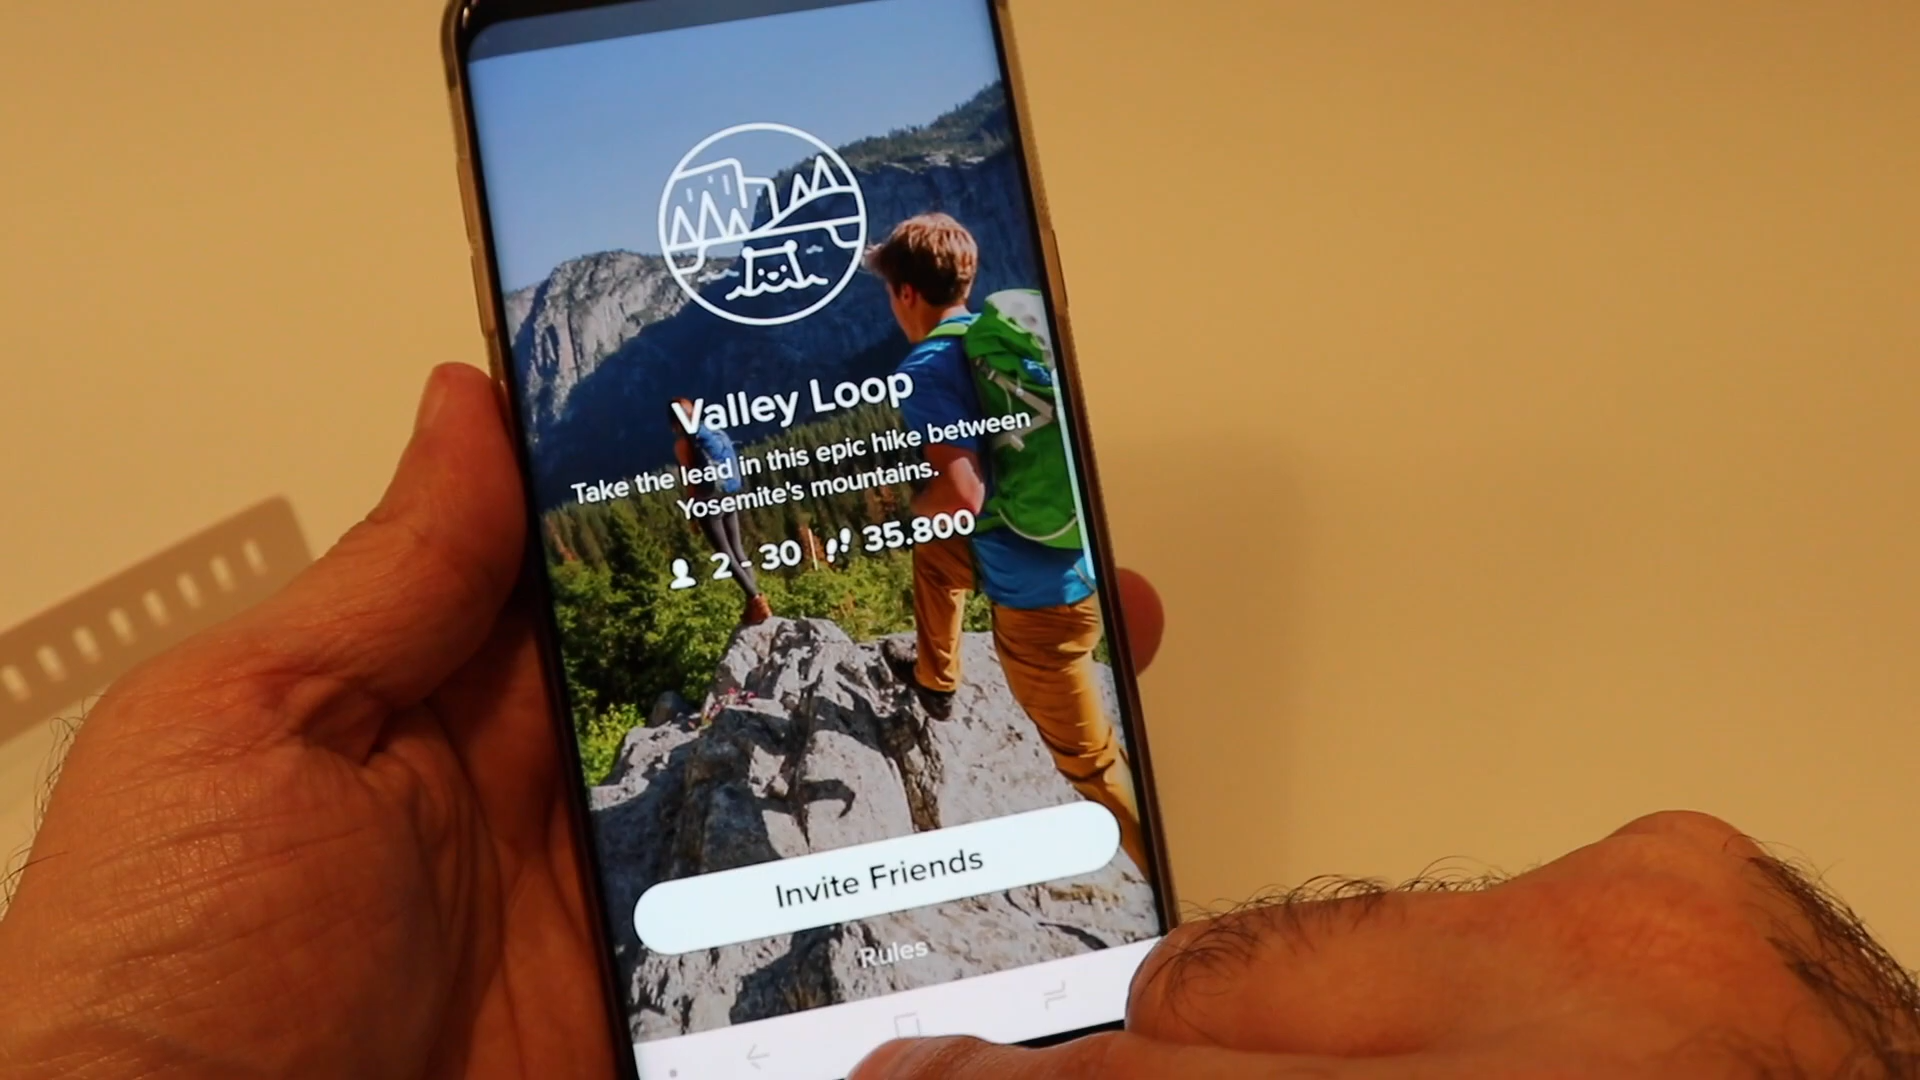 Valley Loop
Take the lead in this epic hike between
Yosemite's mountains.
2 - 30 | 35.800
Invite Friends
Rules